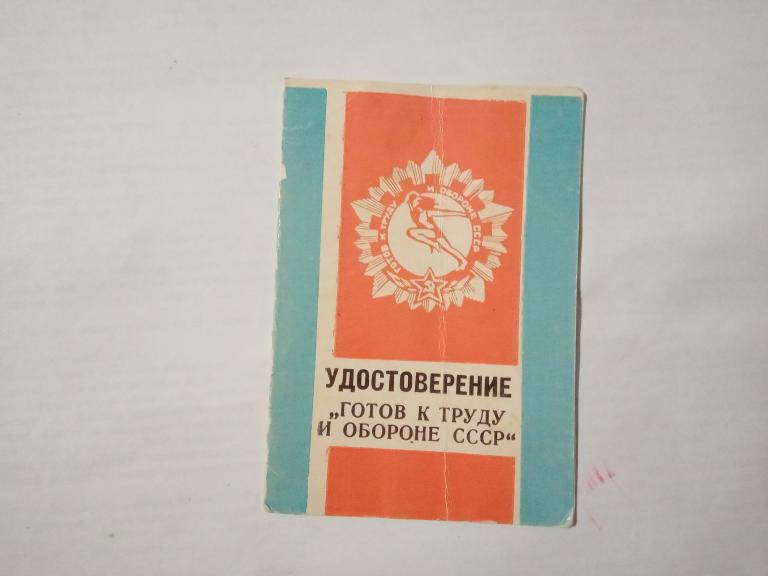 ГОТОВ К ТРУДУ И ОБОРОНЕ СССР
УДОСТОВЕРЕНИЕ
„ГОТОВ К ТРУДУ
И ОБОРОНЕ СССР“